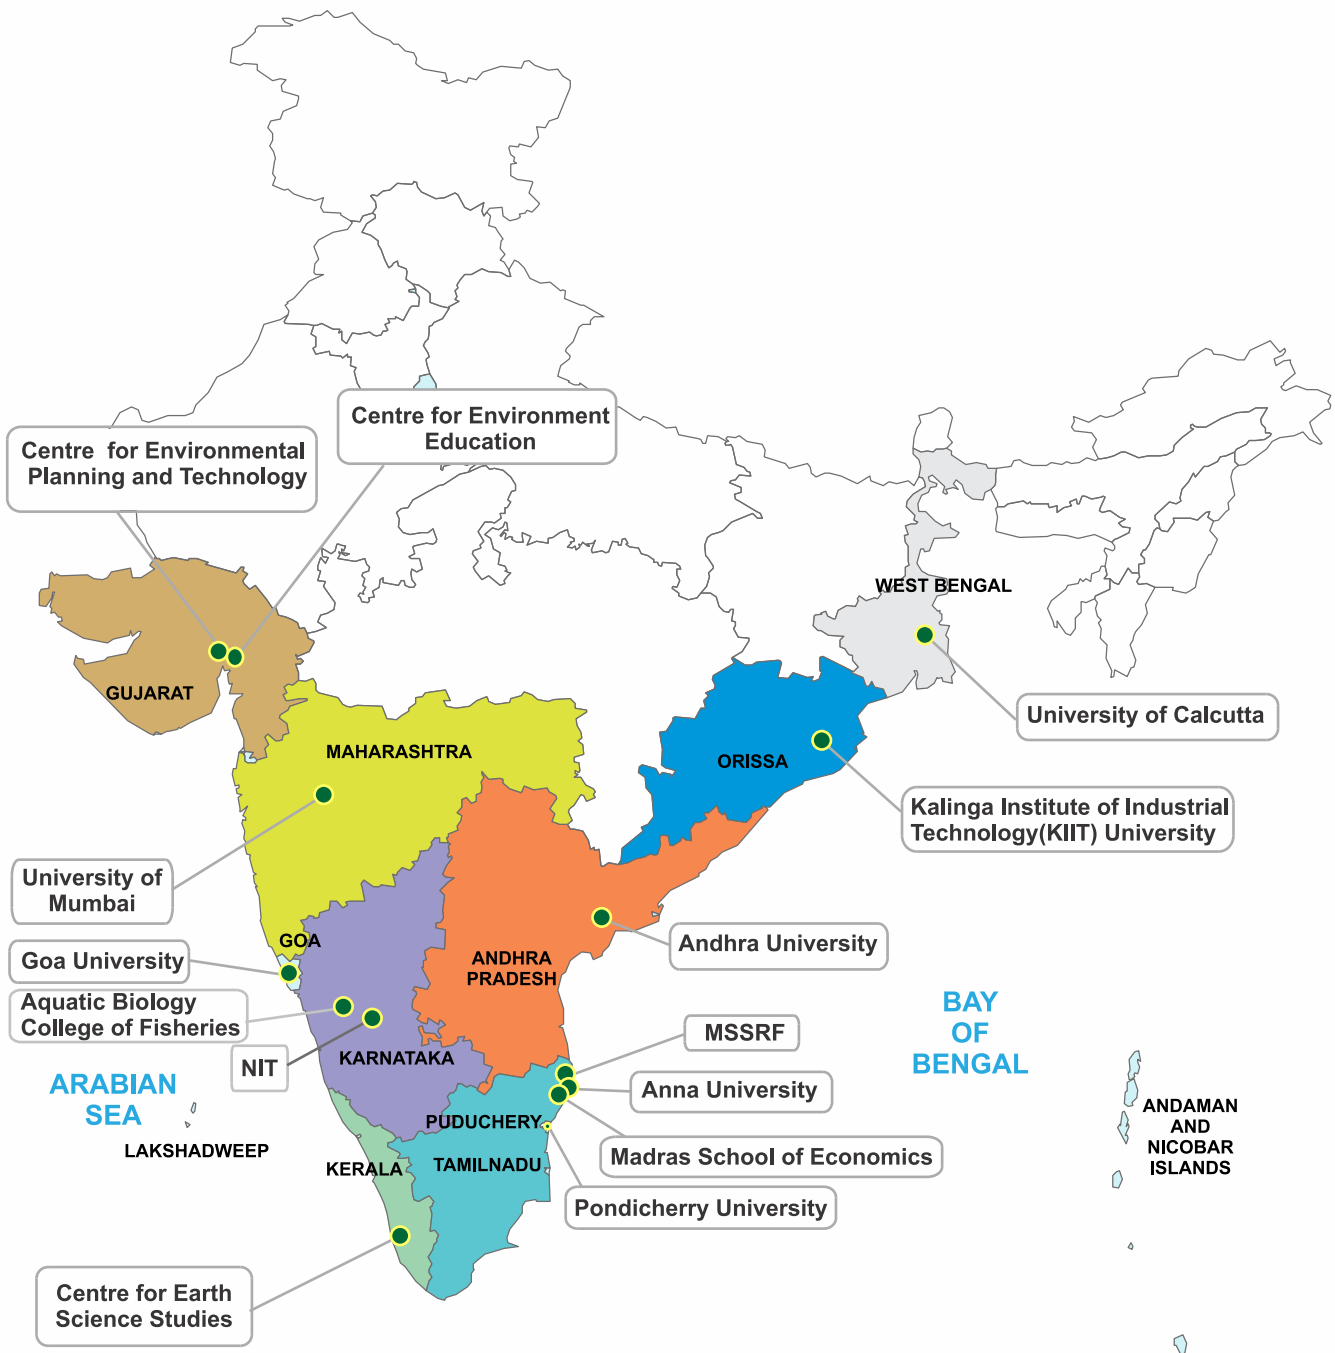 Centre for Environment
Education
Centre for Environmental
Planning and Technology
WEST BENGAL
GUJARAT
University of Calcutta
MAHARASHTRA
ORISSA
Kalinga Institute of Industrial
Technology(KIIT) University
University of
Mumbai
GOA
Andhra University
Goa University
ANDHRA
PRADESH
Aquatic Biology
College of Fisheries
BAY
OF
BENGAL
MSSRF
NIT
KARNATAKA
ARABIAN
SEA
Anna University
ANDAMAN
AND
NICOBAR
ISLANDS
PUDUCHERY
LAKSHADWEEP
KERALA
TAMILNADU
Madras School of Economics
Pondicherry University
Centre for Earth
Science Studies